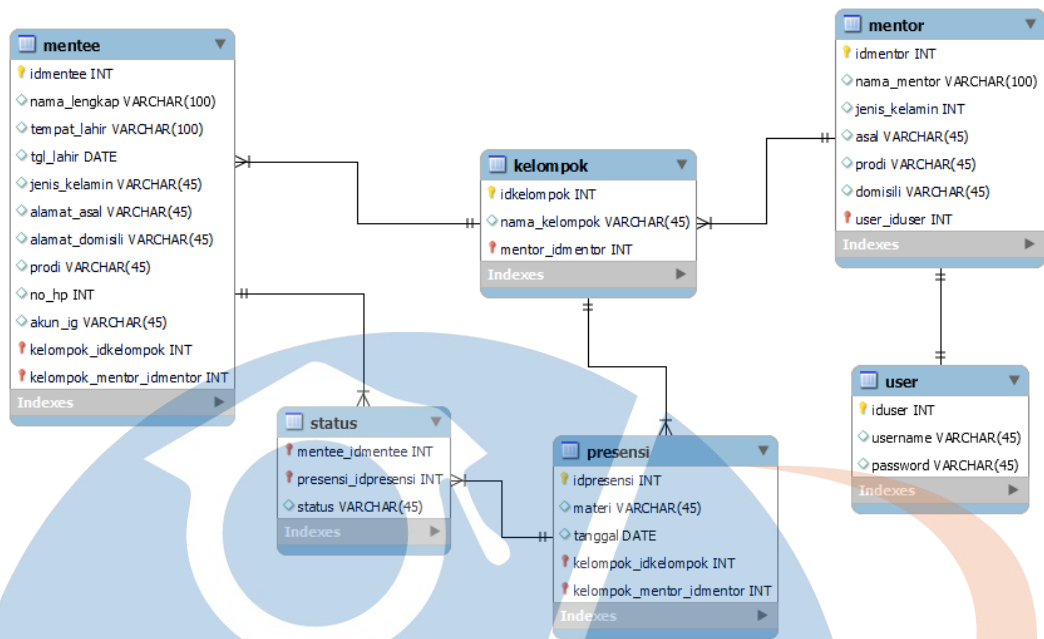 mentee
idmentee INT
nama_lengkap VARCHAR(100)
tempat_lahir VARCHAR(100)
tgl_lahir DATE
jenis_kelamin VARCHAR(45)
alamat_asal VARCHAR(45)
alamat_domisili VARCHAR(45)
prodi VARCHAR(45)
no_hp INT
akun_ig VARCHAR(45)
kelompok_idkelompok INT
kelompok_mentor_idmentor INT
Indexes
kelompok
idkelompok INT
nama_kelompok VARCHAR(45)
mentor_idmentor INT
Indexes
mentor
idmentor INT
nama_mentor VARCHAR(100)
jenis_kelamin INT
asal VARCHAR(45)
prodi VARCHAR(45)
domisili VARCHAR(45)
user_iduser INT
Indexes
status
mentee_idmentee INT
presensi_idpresensi INT
status VARCHAR(45)
Indexes
presensi
idpresensi INT
materi VARCHAR(45)
tanggal DATE
kelompok_idkelompok INT
kelompok_mentor_idmentor INT
Indexes
user
iduser INT
username VARCHAR(45)
password VARCHAR(45)
Indexes